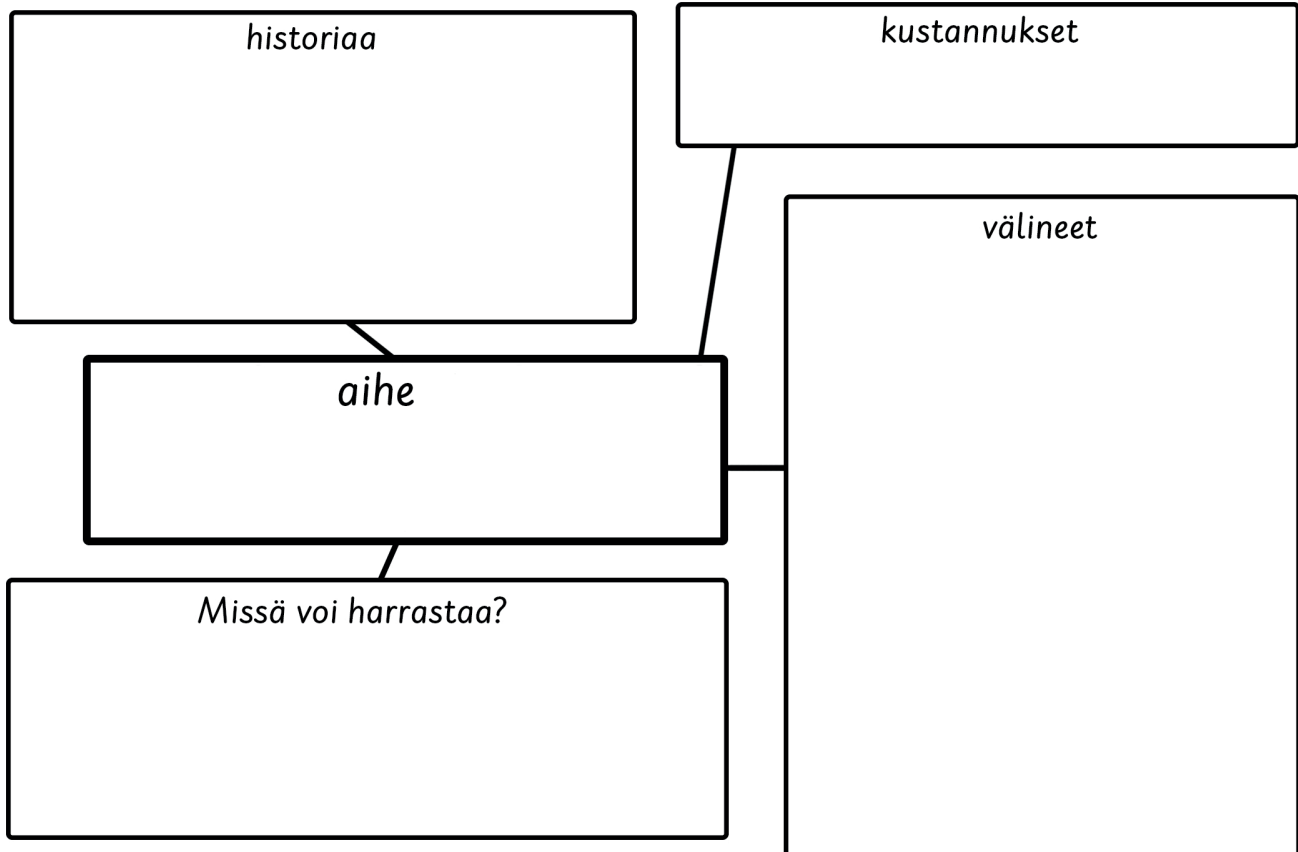 historiaa
kustannukset
välineet
aihe
Missä voi harrastaa?